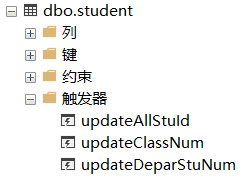 dbo.student
列
键
约束
触发器
updateAllStuId
updateClassNum
updateDeparStuNum